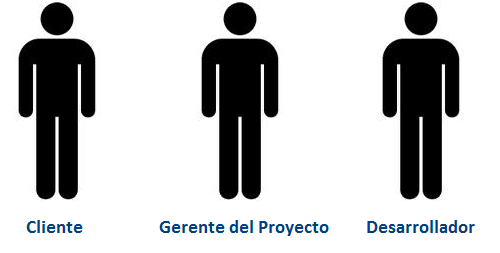 Cliente
Gerente del Proyecto
Desarrollador